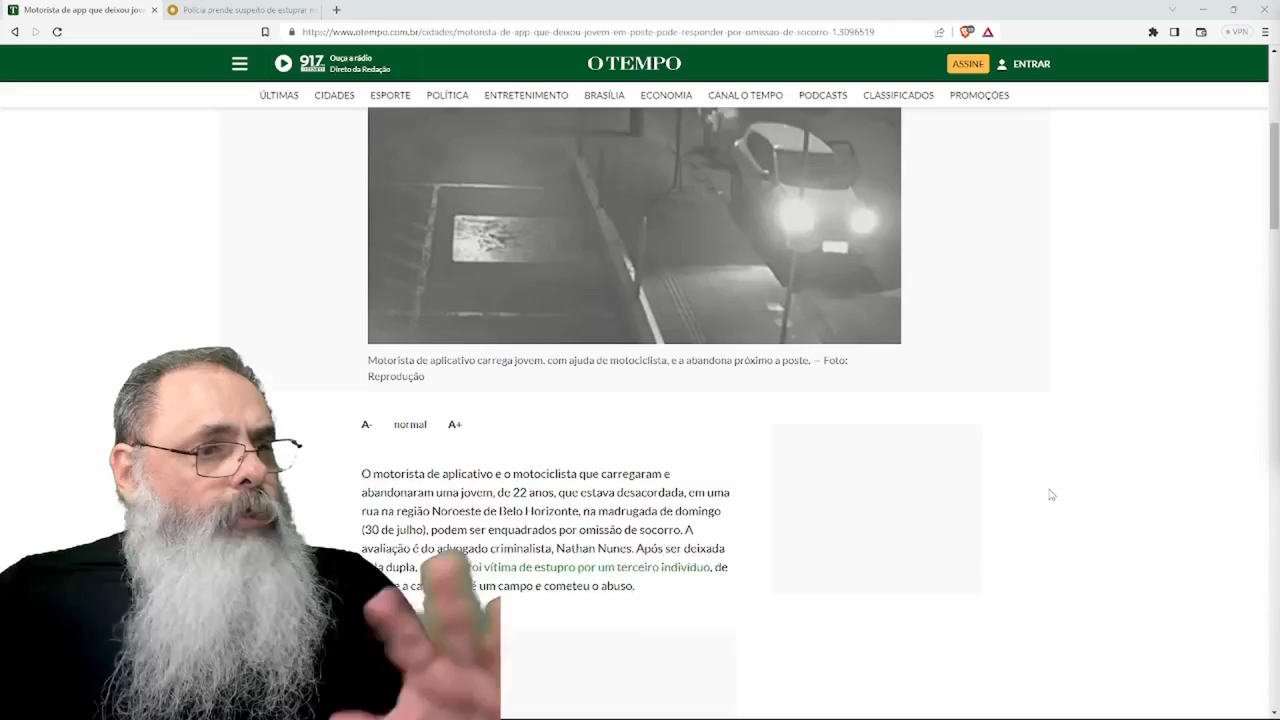 Motorista de app que deixou jov
Polícia prende suspeito de estuprar
https://www.otempo.com.br/cidades/motorista-de-app-que-deixou-jovem-em-poste-pode-responder-por-omissao-de-socorro-1.3096519
VPN
917
Ouça a rádio
Direto da Redação
O TEMPO
ASSINE
ENTRAR
ÚLTIMAS CIDADES ESPORTE POLÍTICA ENTRETENIMENTO BRASÍLIA ECONOMIA CANAL O TEMPO PODCASTS CLASSIFICADOS PROMOÇÕES
Motorista de aplicativo carrega jovem, com ajuda de motociclista, e a abandona próximo a poste. — Foto:
Reprodução
A- normal A+
O motorista de aplicativo e o motociclista que carregaram e
abandonaram uma jovem, de 22 anos, que estava desacordada, em uma
rua na região Noroeste de Belo Horizonte, na madrugada de domingo
(30 de julho), podem ser enquadrados por omissão de socorro. A
avaliação é do advogado criminalista, Nathan Nunes. Após ser deixada
dupla, vítima de estupro por um terceiro indivíduo, de
um campo e cometeu o abuso.